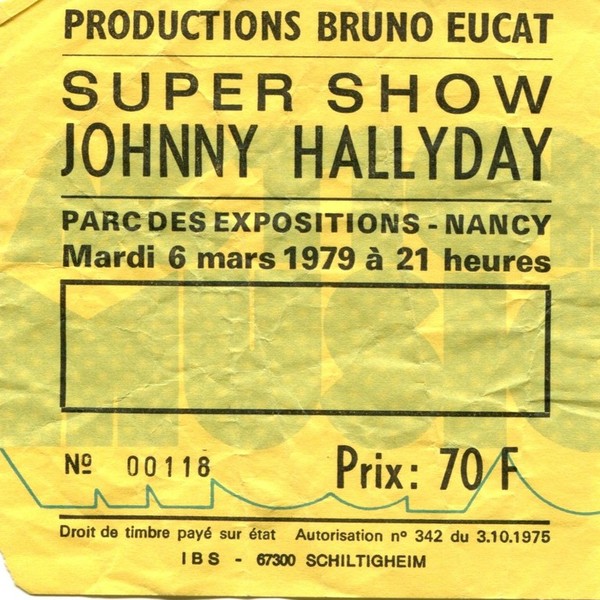 PRODUCTIONS BRUNO EUCAT
SUPER SHOW
JOHNNY HALLYDAY
PARC DES EXPOSITIONS - NANCY
Mardi 6 mars 1979 à 21 heures
Nº 00118 Prix: 70 F
Droit de timbre payé sur état Autorisation nº 342 du 3.10.1975
IBS - 67300 SCHILTIGHEIM